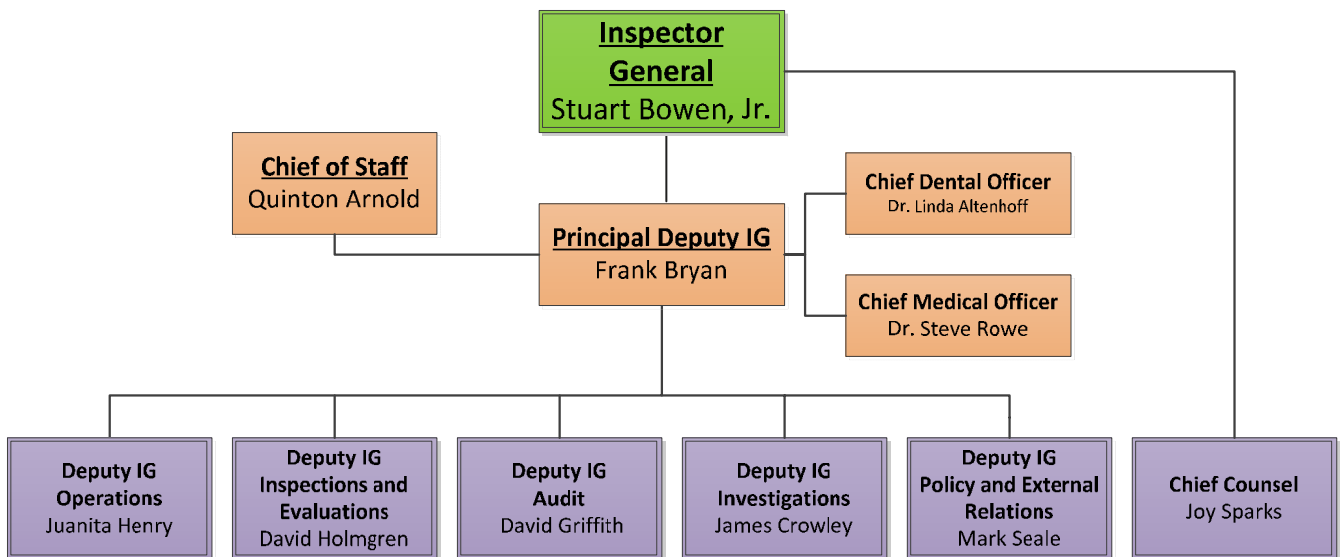 Inspector
General
Stuart Bowen, Jr.
Chief of Staff
Quinton Arnold
Chief Dental Officer
Dr. Linda Altenhoff
Principal Deputy IG
Frank Bryan
Chief Medical Officer
Dr. Steve Rowe
Deputy IG
Operations
Juanita Henry
Deputy IG
Inspections and
Evaluations
David Holmgren
Deputy IG
Audit
David Griffith
Deputy IG
Investigations
James Crowley
Deputy IG
Policy and External
Relations
Mark Seale
Chief Counsel
Joy Sparks